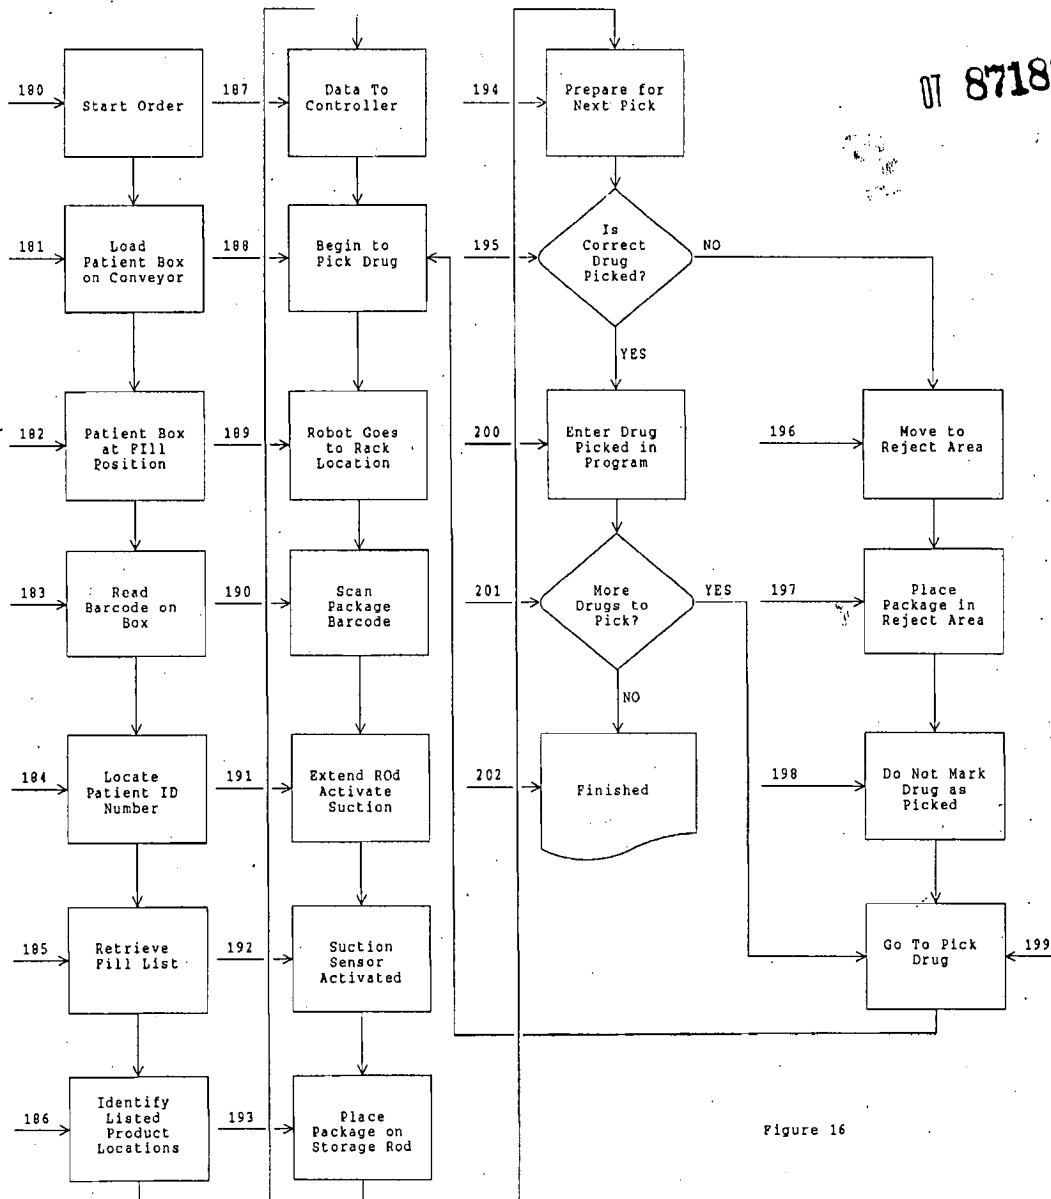 07 8718
180
Start Order
181
Load
Patient Box
on Conveyor
182
Patient Box
at FIll
Position
183
Read
Barcode on
Box
184
Locate
Patient ID
Number
185
Retrieve
Fill List
186
Identify
Listed
Product
Locations
187
Data To
Controller
188
Begin to
Pick Drug
189
Robot Goes
to Rack
Location
190
Scan
Package
Barcode
191
Extend ROd
Activate
Suction
192
Suction
Sensor
Activated
193
Place
Package on
Storage Rod
194
Prepare for
Next Pick
195
Is
Correct
Drug
Picked?
NO
YES
200
Enter Drug
Picked in
Program
201
More
Drugs to
Pick?
YES
NO
202
Finished
196
Move to
Reject Area
197
Place
Package in
Reject Area
198
Do Not Mark
Drug as
Picked
Go To Pick
Drug
199
Figure 16